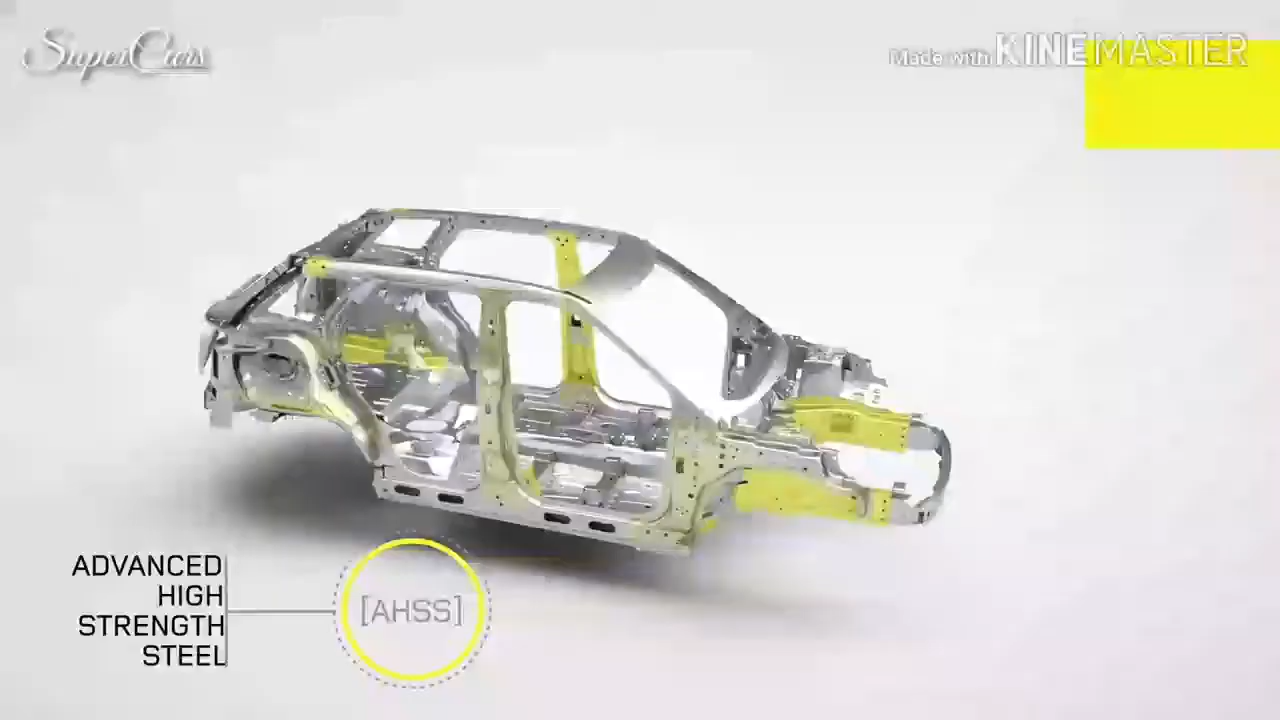 SuperCars
Made with KINEMASTER
ADVANCED
HIGH
STRENGTH
STEEL
[AHSS]